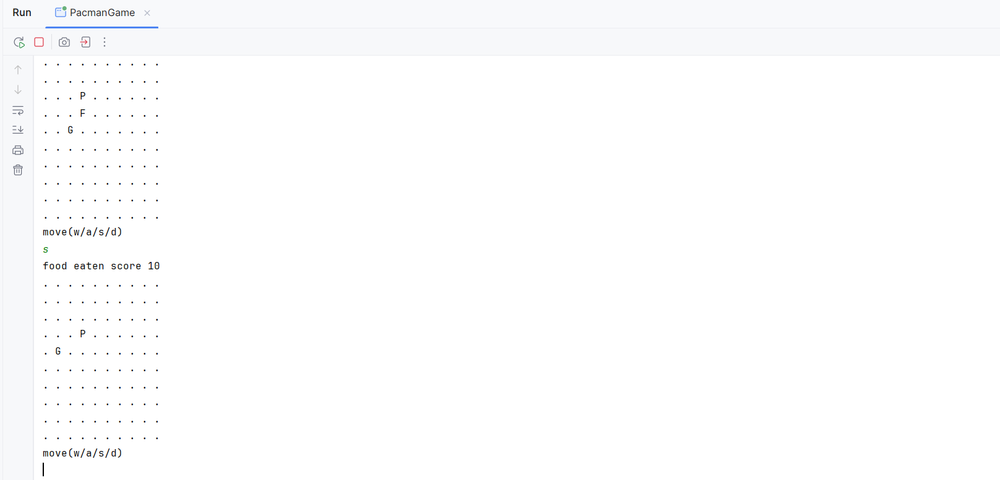 Run PacmanGame
. . . . . . . . . .
. . . . . . . . . .
. . . P . . . . . .
. . . F . . . . . .
. . G . . . . . . .
. . . . . . . . . .
. . . . . . . . . .
. . . . . . . . . .
. . . . . . . . . .
. . . . . . . . . .
move(w/a/s/d)
s
food eaten score 10
. . . . . . . . . .
. . . . . . . . . .
. . . . . . . . . .
. . . P . . . . . .
. G . . . . . . . .
. . . . . . . . . .
. . . . . . . . . .
. . . . . . . . . .
. . . . . . . . . .
. . . . . . . . . .
move(w/a/s/d)